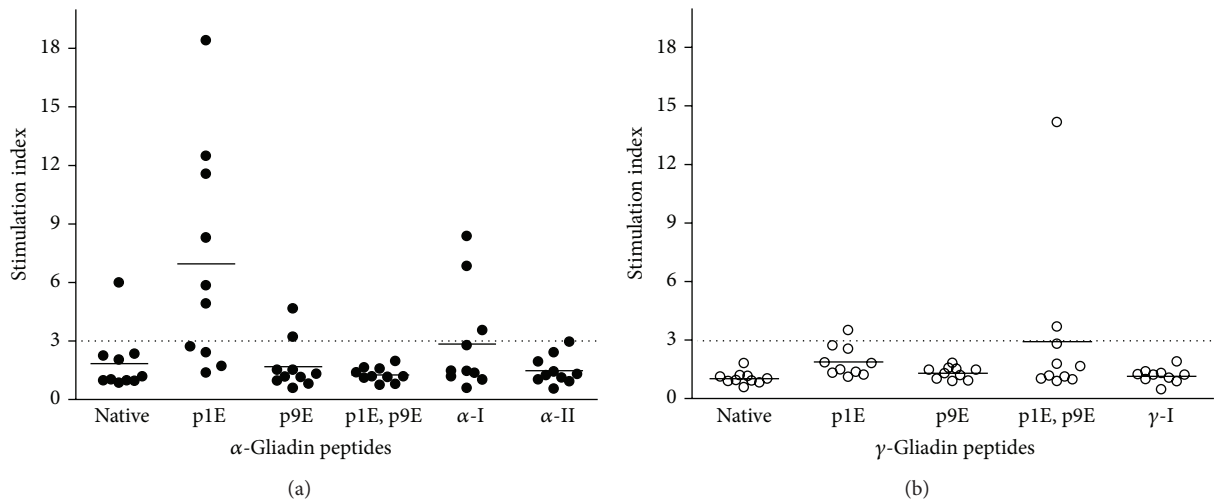 18
15
12
9
6
3
0
Stimulation index
Native p1E p9E p1E, p9E α-I α-II
α-Gliadin peptides
(a)
18
15
12
9
6
3
0
Stimulation index
Native p1E p9E p1E, p9E γ-I
γ-Gliadin peptides
(b)